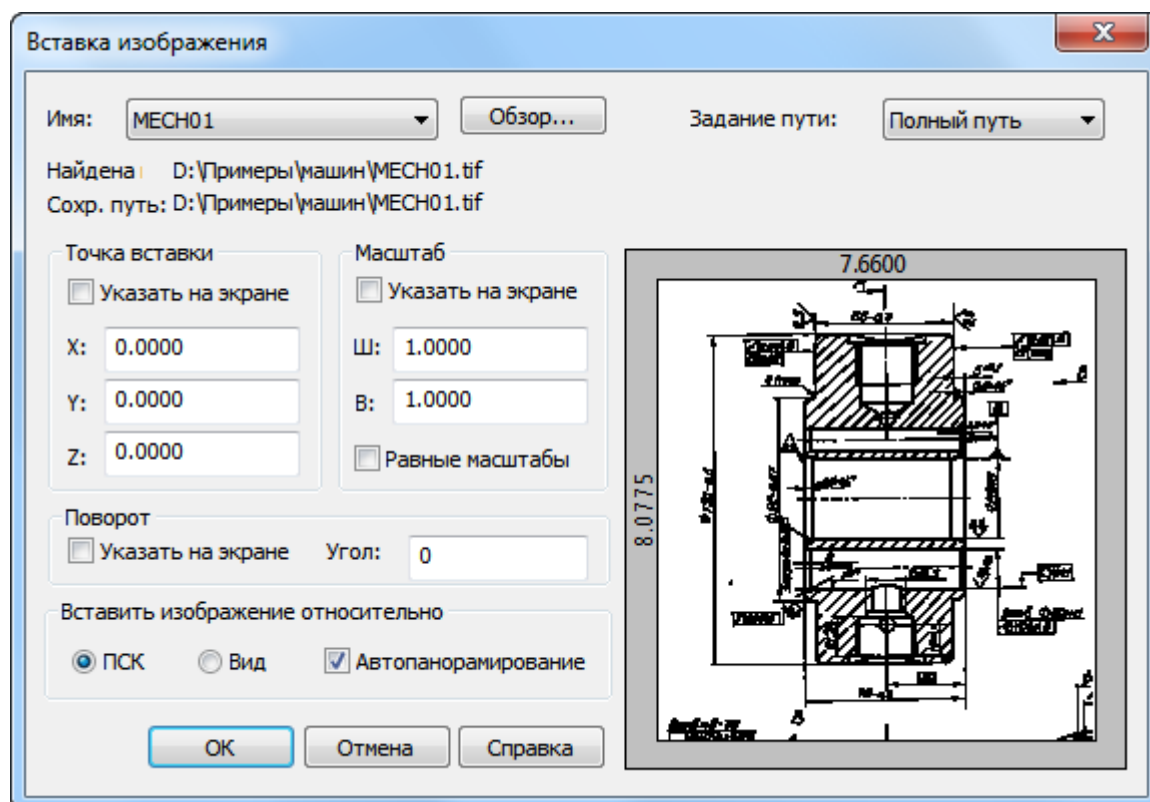 Вставка изображения
Имя: MECH01 Обзор... Задание пути: Полный путь
Найдена D:\Примеры\машин\MECH01.tif
Сохр. путь: D:\Примеры\машин\MECH01.tif
Точка вставки
Указать на экране
X: 0.0000
Y: 0.0000
Z: 0.0000
Масштаб
Указать на экране
Ш: 1.0000
В: 1.0000
Равные масштабы
Поворот
Указать на экране Угол: 0
Вставить изображение относительно
ПСК Вид Автопанорамирование
OK Отмена Справка
7.6600
8.0775